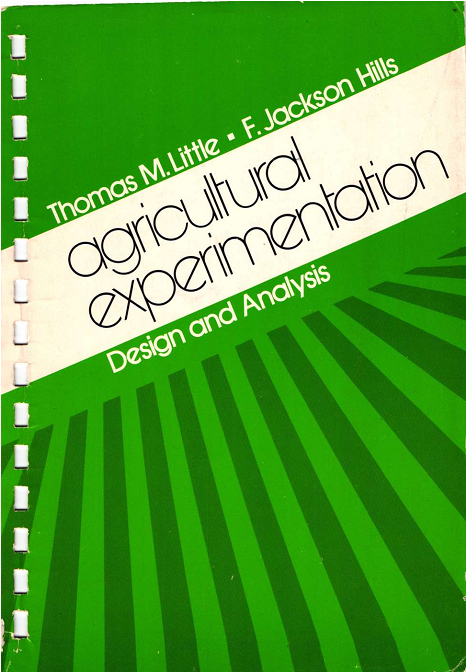 Thomas M. Little ▪ F. Jackson Hills
agricultural
experimentation
Design and Analysis